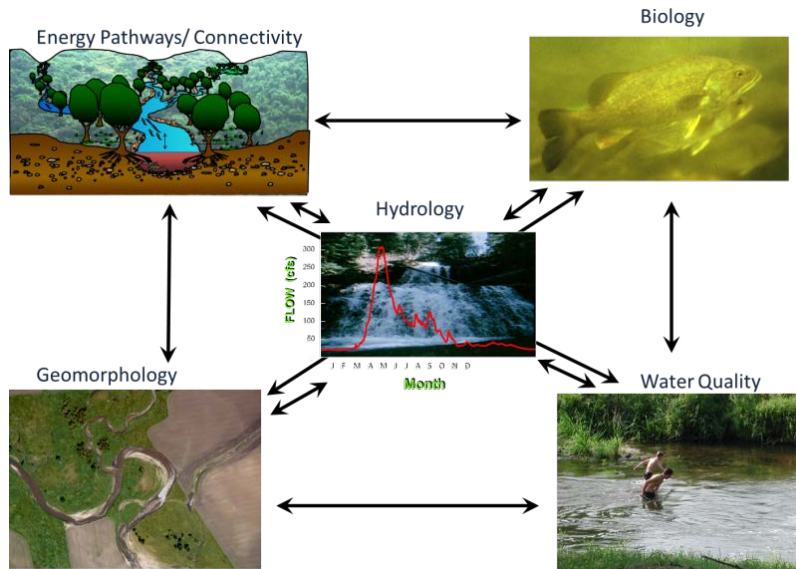 Energy Pathways/ Connectivity
Biology
Hydrology
FLOW (cfs)
300
250
200
150
100
50
J F M A M J J A S O N D
Month
Geomorphology
Water Quality